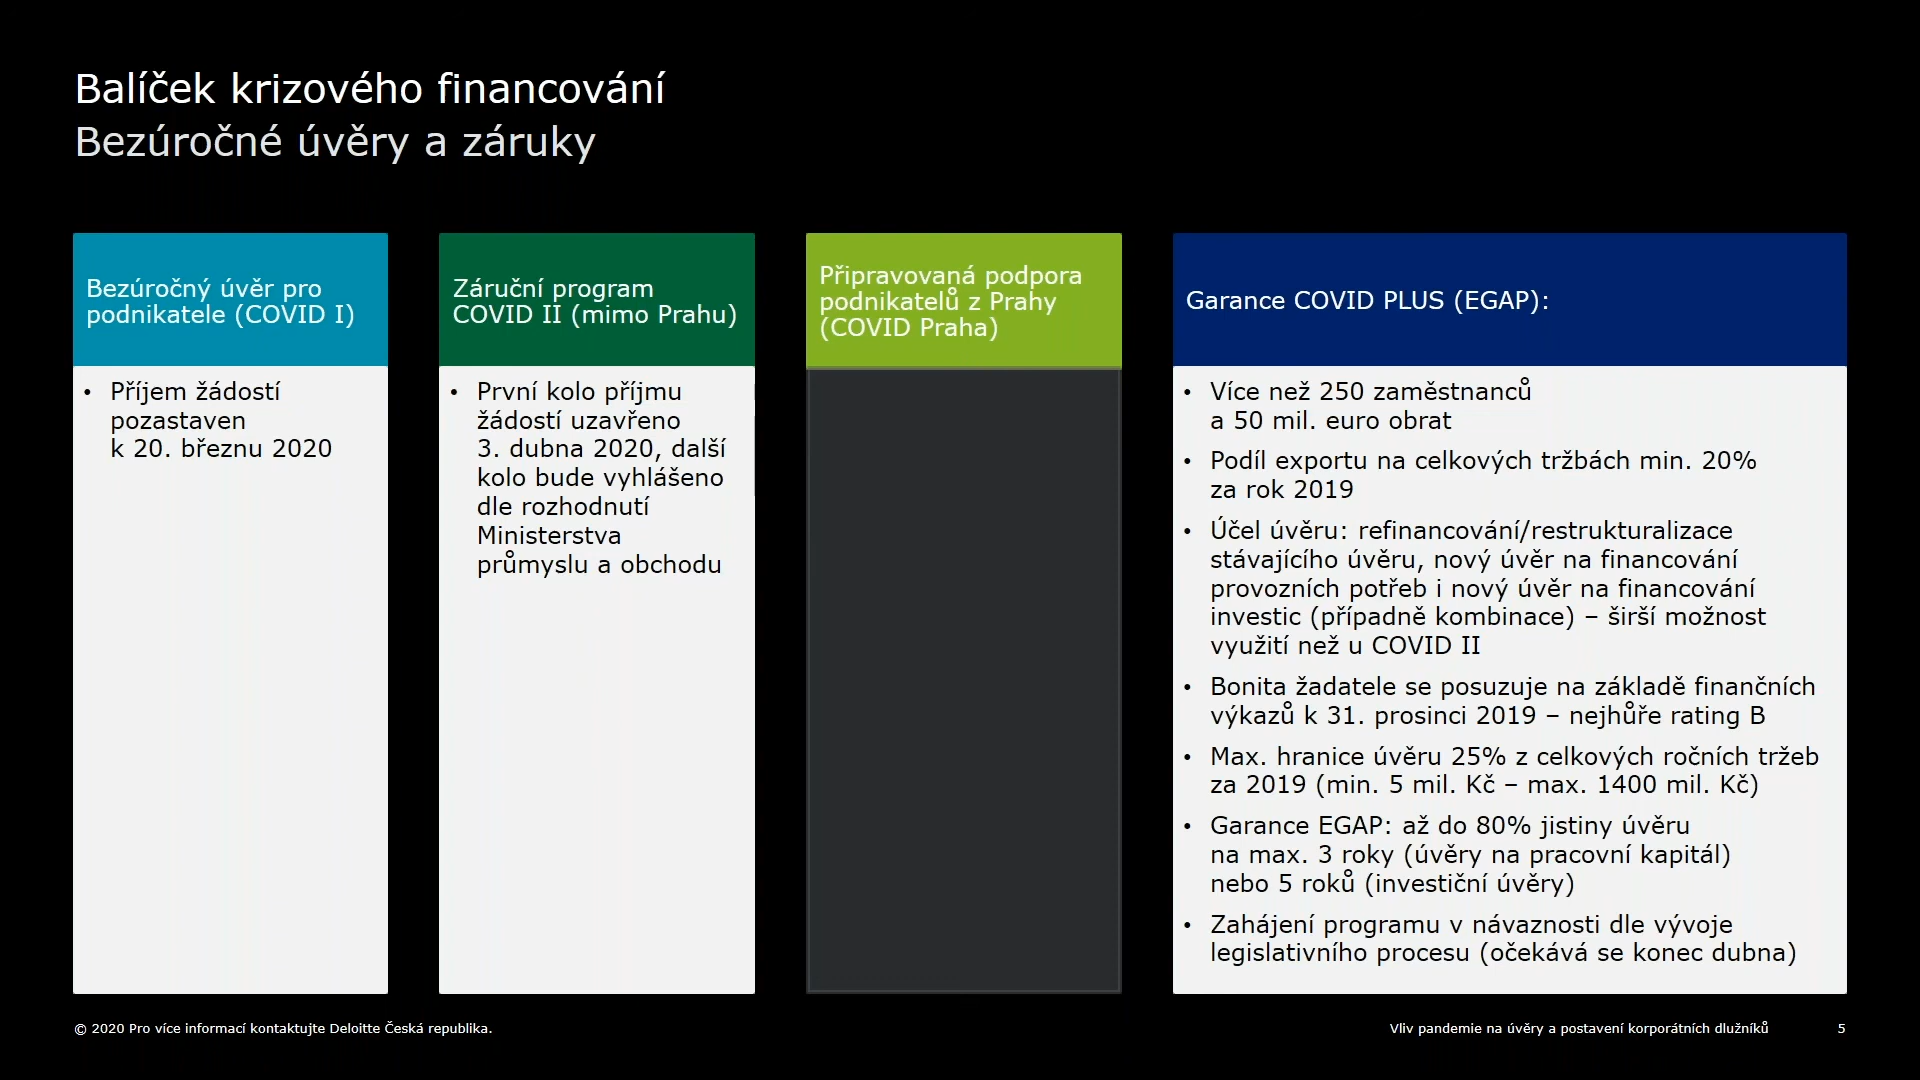 Balíček krizového financování
Bezúročné úvěry a záruky
Bezúročný úvěr pro
podnikatele (COVID I)
• Příjem žádostí
pozastaven
k 20. březnu 2020
Záruční program
COVID II (mimo Prahu)
• První kolo příjmu
žádostí uzavřeno
3. dubna 2020, další
kolo bude vyhlášeno
dle rozhodnutí
Ministerstva
průmyslu a obchodu
Připravovaná podpora
podnikatelů z Prahy
(COVID Praha)
Garance COVID PLUS (EGAP):
• Více než 250 zaměstnanců
a 50 mil. euro obrat
• Podíl exportu na celkových tržbách min. 20%
za rok 2019
• Účel úvěru: refinancování/restrukturalizace
stávajícího úvěru, nový úvěr na financování
provozních potřeb i nový úvěr na financování
investic (případně kombinace) – širší možnost
využití než u COVID II
• Bonita žadatele se posuzuje na základě finančních
výkazů k 31. prosinci 2019 – nejhůře rating B
• Max. hranice úvěru 25% z celkových ročních tržeb
za 2019 (min. 5 mil. Kč – max. 1400 mil. Kč)
• Garance EGAP: až do 80% jistiny úvěru
na max. 3 roky (úvěry na pracovní kapitál)
nebo 5 roků (investiční úvěry)
• Zahájení programu v návaznosti dle vývoje
legislativního procesu (očekává se konec dubna)
© 2020 Pro více informací kontaktujte Deloitte Česká republika.
Vliv pandemie na úvěry a postavení korporátních dlužníků
5